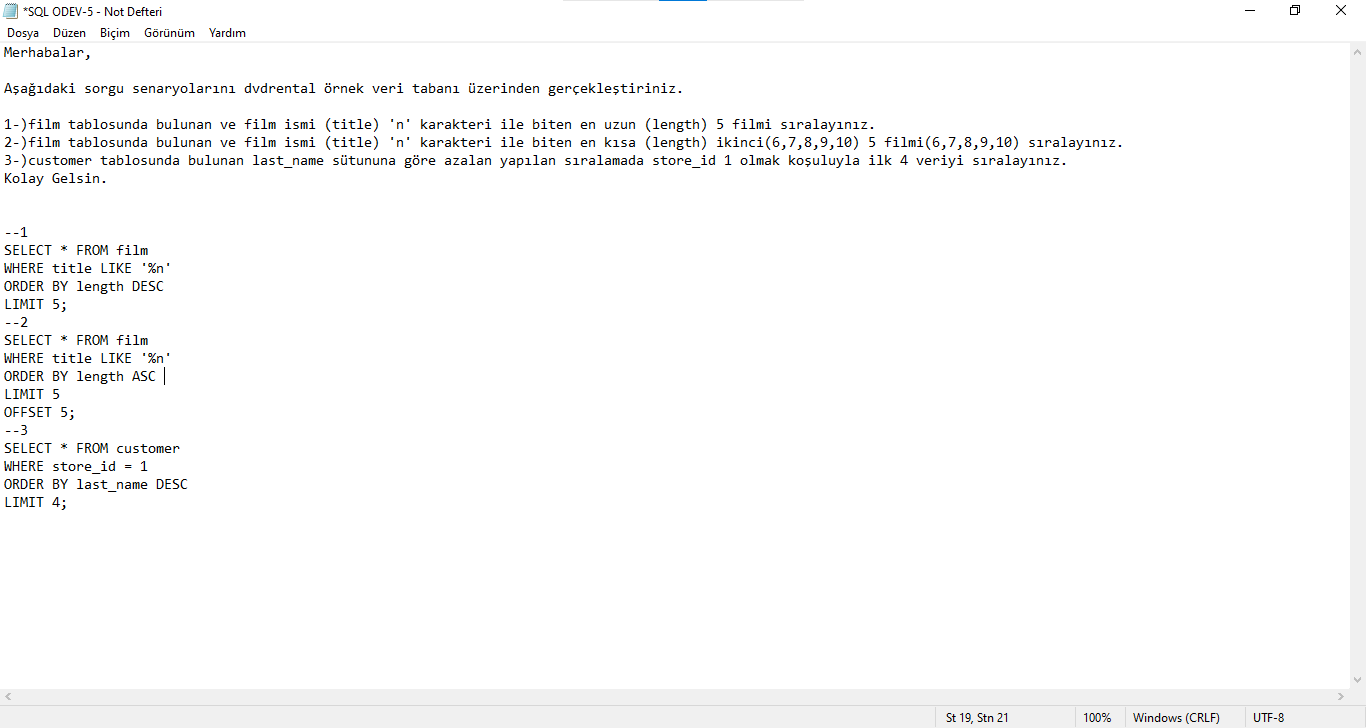 *SQL ODEV-5 - Not Defteri
Dosya Düzen Biçim Görünüm Yardım
Merhabalar,
Aşağıdaki sorgu senaryolarını dvdrental örnek veri tabanı üzerinden gerçekleştiriniz.
1-)film tablosunda bulunan ve film ismi (title) 'n' karakteri ile biten en uzun (length) 5 filmi sıralayınız.
2-)film tablosunda bulunan ve film ismi (title) 'n' karakteri ile biten en kısa (length) ikinci(6,7,8,9,10) 5 filmi(6,7,8,9,10) sıralayınız.
3-)customer tablosunda bulunan last_name sütununa göre azalan yapılan sıralamada store_id 1 olmak koşuluyla ilk 4 veriyi sıralayınız.
Kolay Gelsin.
--1
SELECT * FROM film
WHERE title LIKE '%n'
ORDER BY length DESC
LIMIT 5;
--2
SELECT * FROM film
WHERE title LIKE '%n'
ORDER BY length ASC
LIMIT 5
OFFSET 5;
--3
SELECT * FROM customer
WHERE store_id = 1
ORDER BY last_name DESC
LIMIT 4;
St 19, Stn 21 100% Windows (CRLF) UTF-8